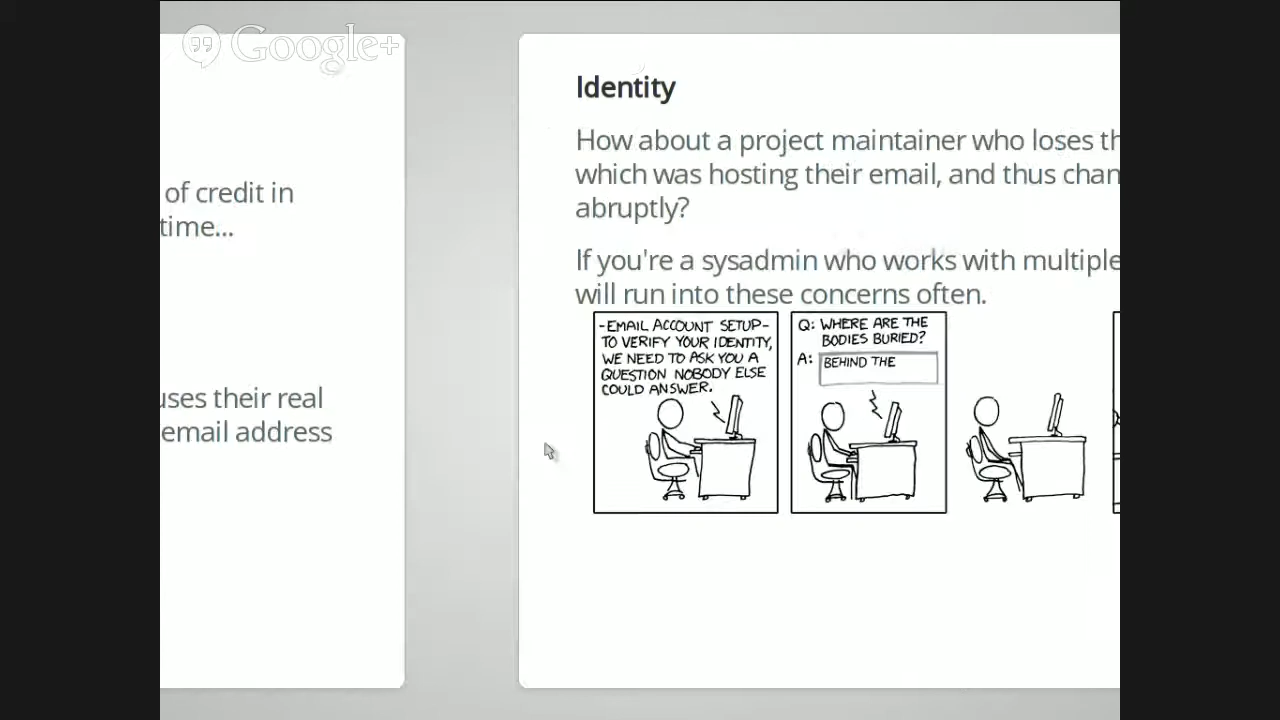 Google+
of credit in
time...
uses their real
email address
Identity
How about a project maintainer who loses th
which was hosting their email, and thus chan
abruptly?
If you're a sysadmin who works with multiple
will run into these concerns often.
-EMAIL ACCOUNT SETUP-
TO VERIFY YOUR IDENTITY,
WE NEED TO ASK YOU A
QUESTION NOBODY ELSE
COULD ANSWER.
Q: WHERE ARE THE
BODIES BURIED?
A: BEHIND THE